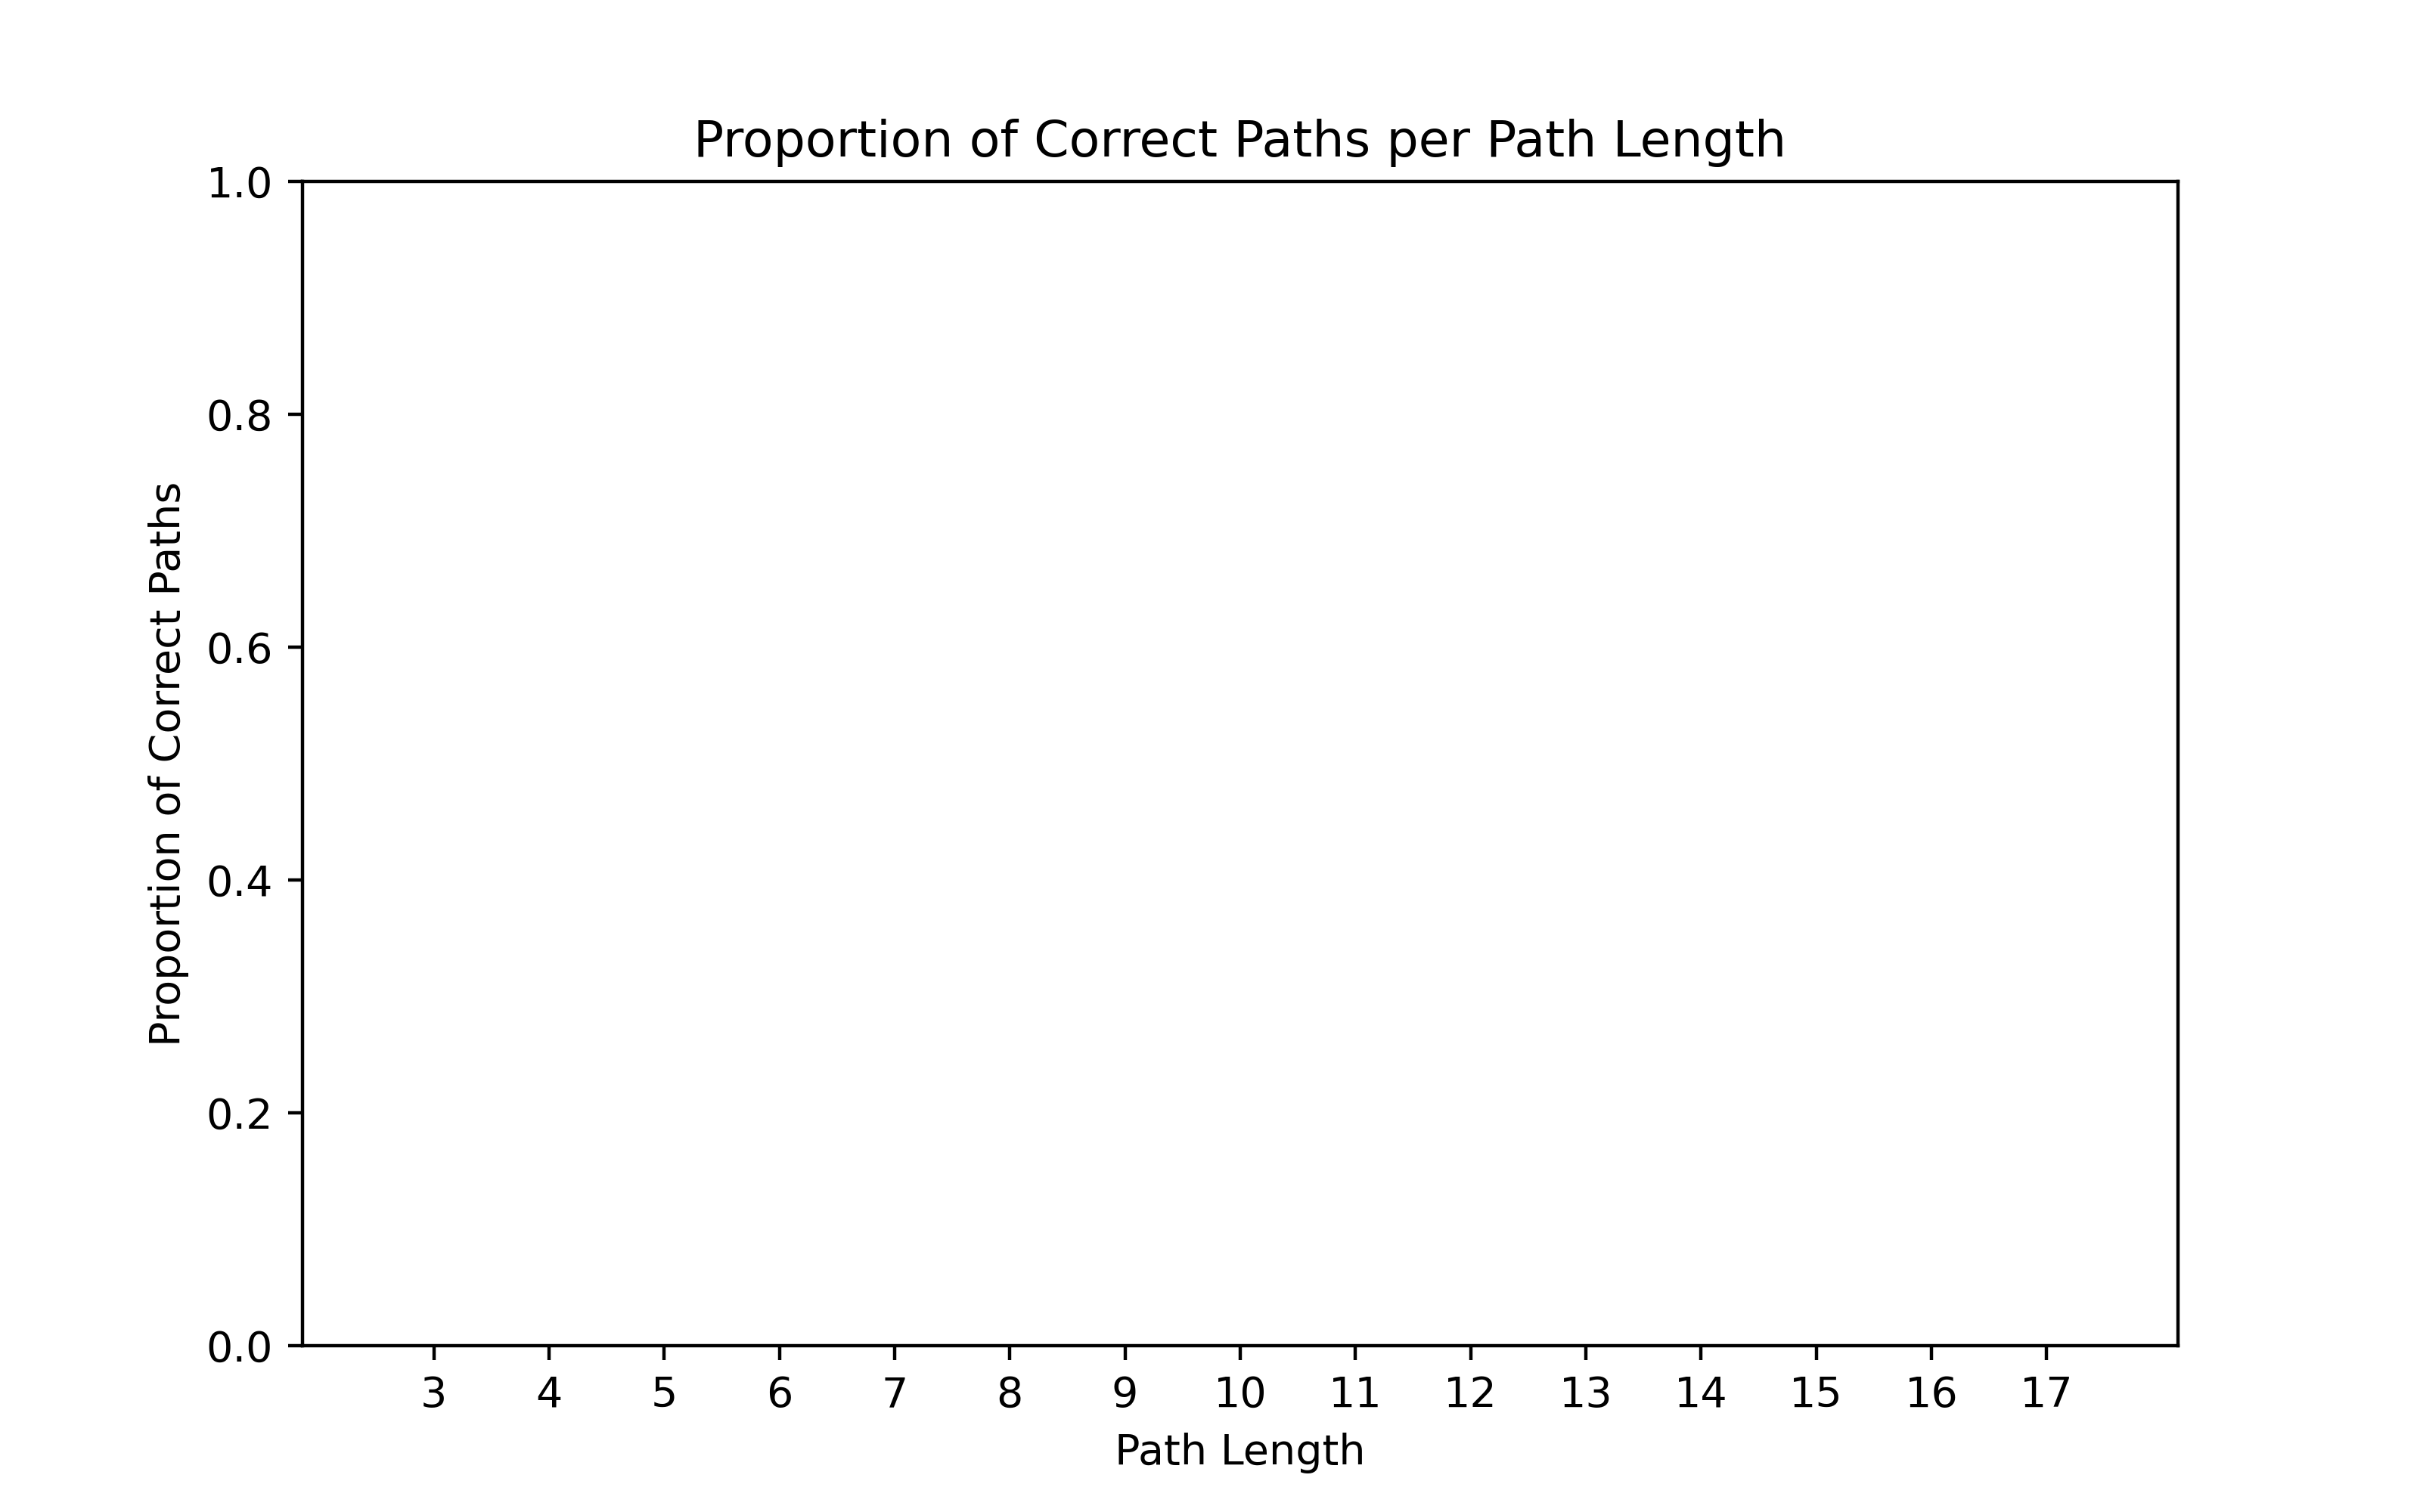 Proportion of Correct Paths per Path Length
1.0
0.8
0.6
0.4
0.2
0.0
Proportion of Correct Paths
3 4 5 6 7 8 9 10 11 12 13 14 15 16 17
Path Length